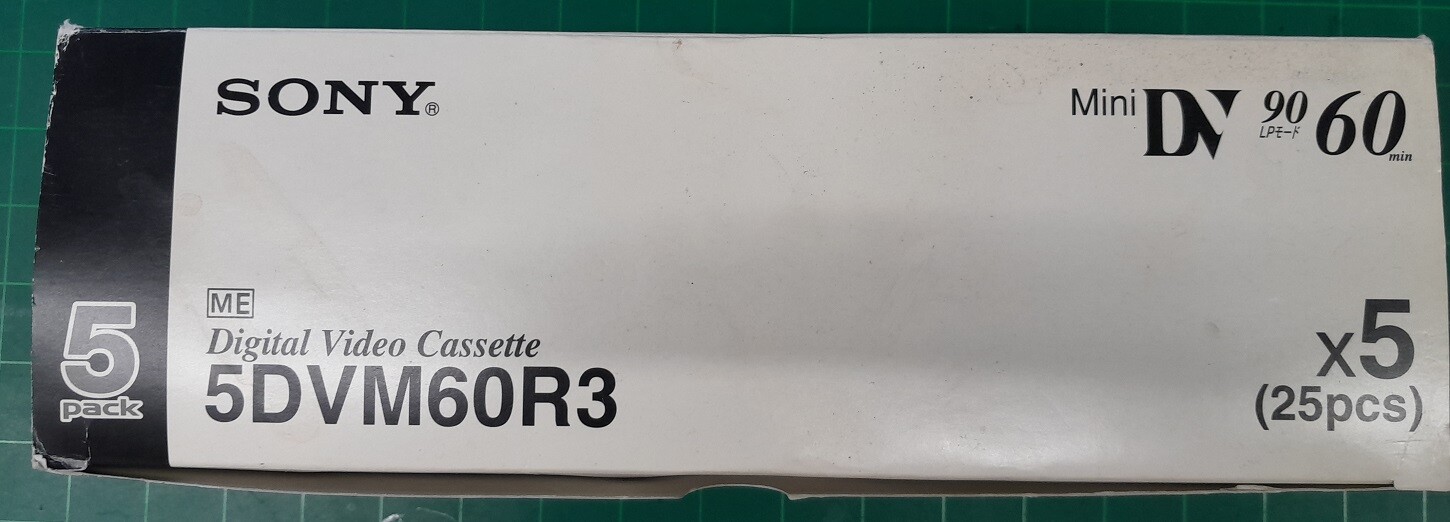 SONY®
Mini DV 90 60
LPモード min
ME
Digital Video Cassette
5DVM60R3
5
pack
x5
(25pcs)